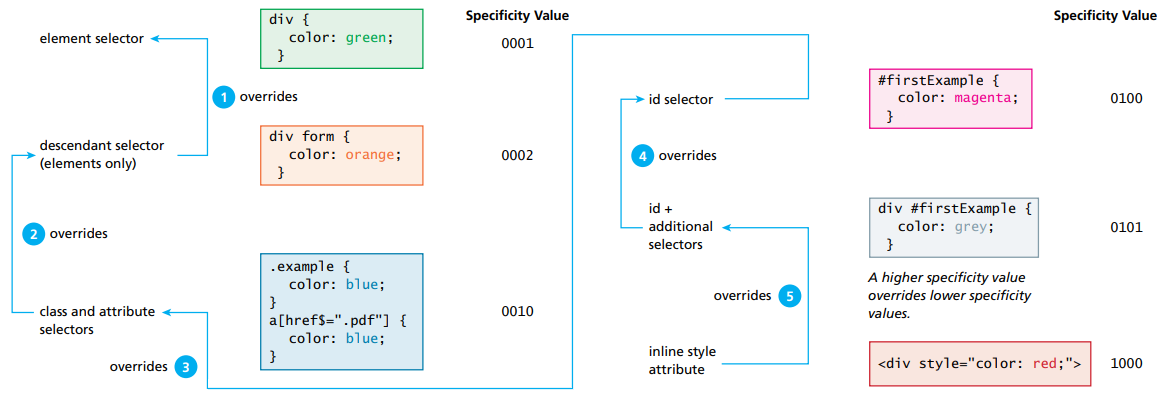 Specificity Value
element selector
div {
color: green;
}
0001
1 overrides
descendant selector
(elements only)
div form {
color: orange;
}
0002
2 overrides
class and attribute
selectors
.example {
color: blue;
}
a[href$=".pdf"] {
color: blue;
}
0010
overrides 3
Specificity Value
id selector
#firstExample {
color: magenta;
}
0100
4 overrides
id +
additional
selectors
div #firstExample {
color: grey;
}
0101
A higher specificity value
overrides lower specificity
values.
overrides 5
inline style
attribute
<div style="color: red;">
1000